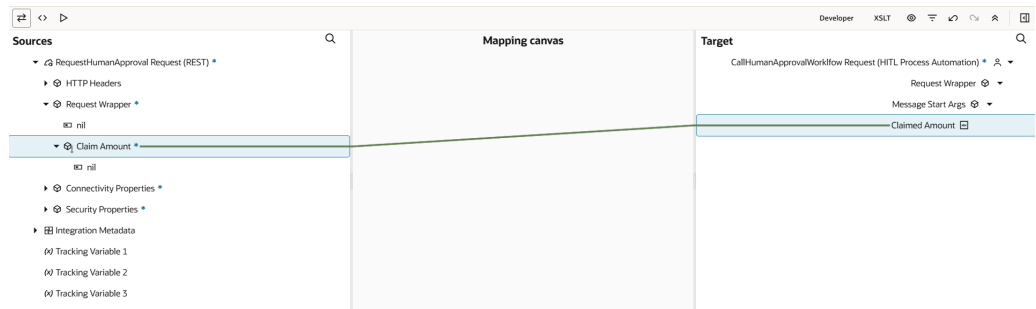 Developer XSLT
Sources
Mapping canvas
Target
RequestHumanApproval Request (REST) *
HTTP Headers
Request Wrapper *
nil
Claim Amount *
nil
Connectivity Properties *
Security Properties *
Integration Metadata
(x) Tracking Variable 1
(x) Tracking Variable 2
(x) Tracking Variable 3
CallHumanApprovalWorklfow Request (HITL Process Automation) *
Request Wrapper
Message Start Args
Claimed Amount